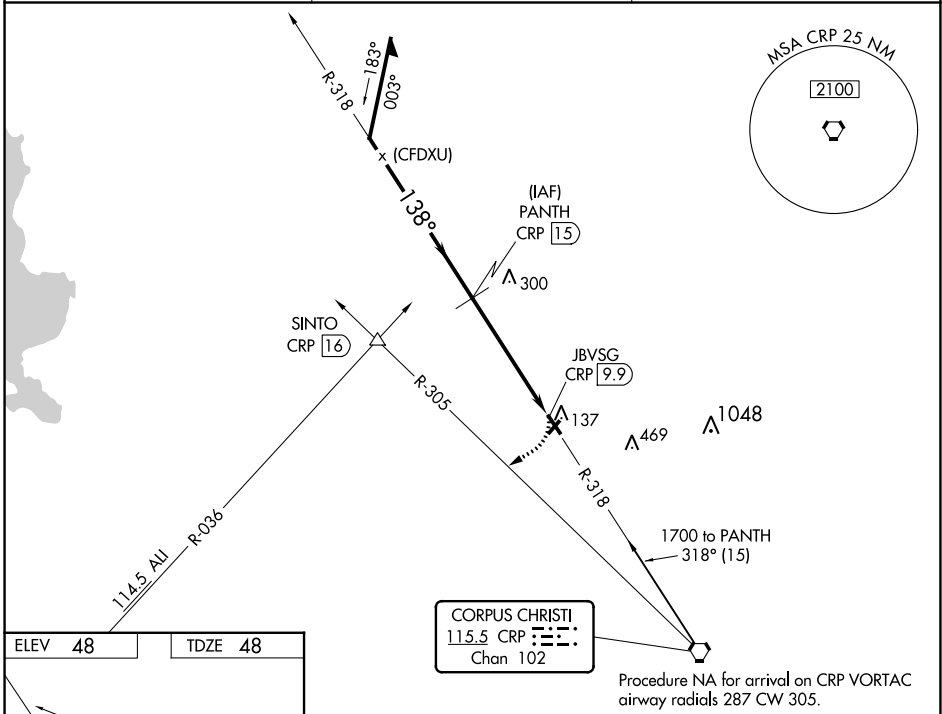 MSA CRP 25 NM
2100
R-318
183°
003°
x (CFDXU)
138°
(IAF)
PANTH
CRP 15
300
SINTO
CRP 16
JBVSG
CRP 9.9
137
469
1048
R-305
R-318
R-036
114.5 ALI
1700 to PANTH
318° (15)
CORPUS CHRISTI
115.5 CRP
Chan 102
Procedure NA for arrival on CRP VORTAC
airway radials 287 CW 305.
ELEV 48
TDZE 48